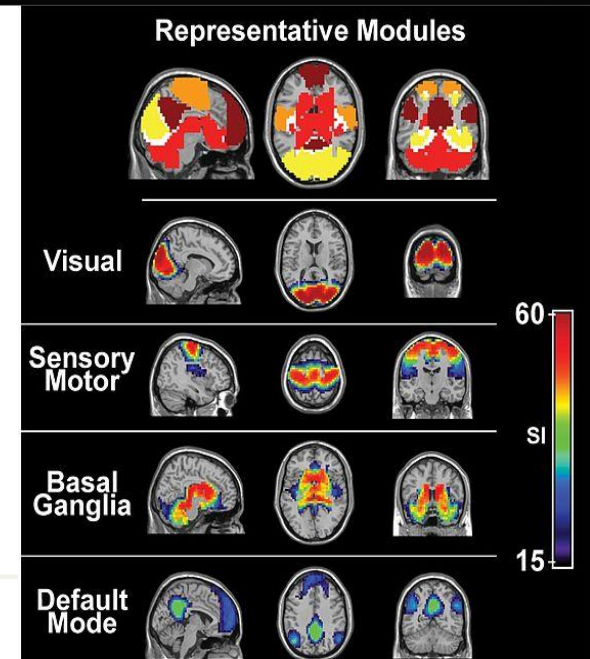 Representative Modules
Visual
60
Sensory
Motor
SI
Basal
Ganglia
15
Default
Mode